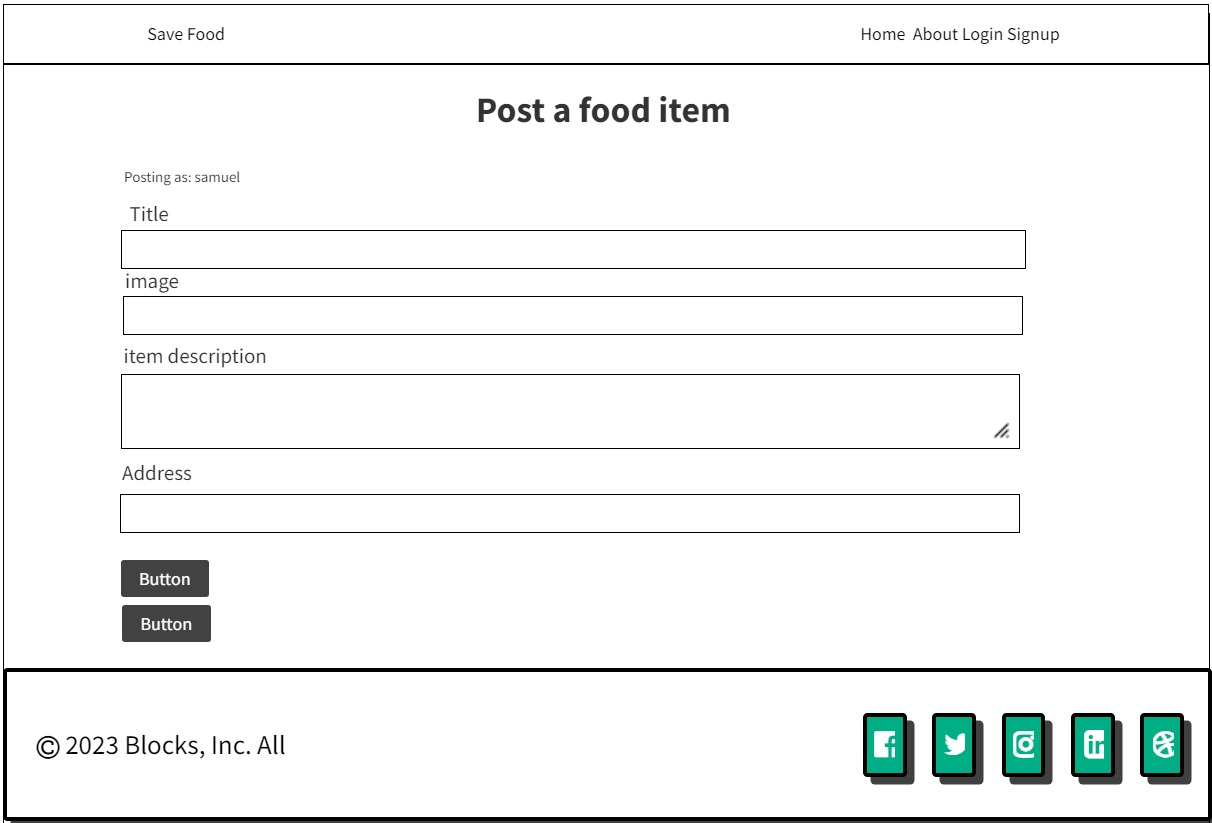 Save Food
Home About Login Signup
Post a food item
Posting as: samuel
Title
image
item description
Address
Button
Button
© 2023 Blocks, Inc. All